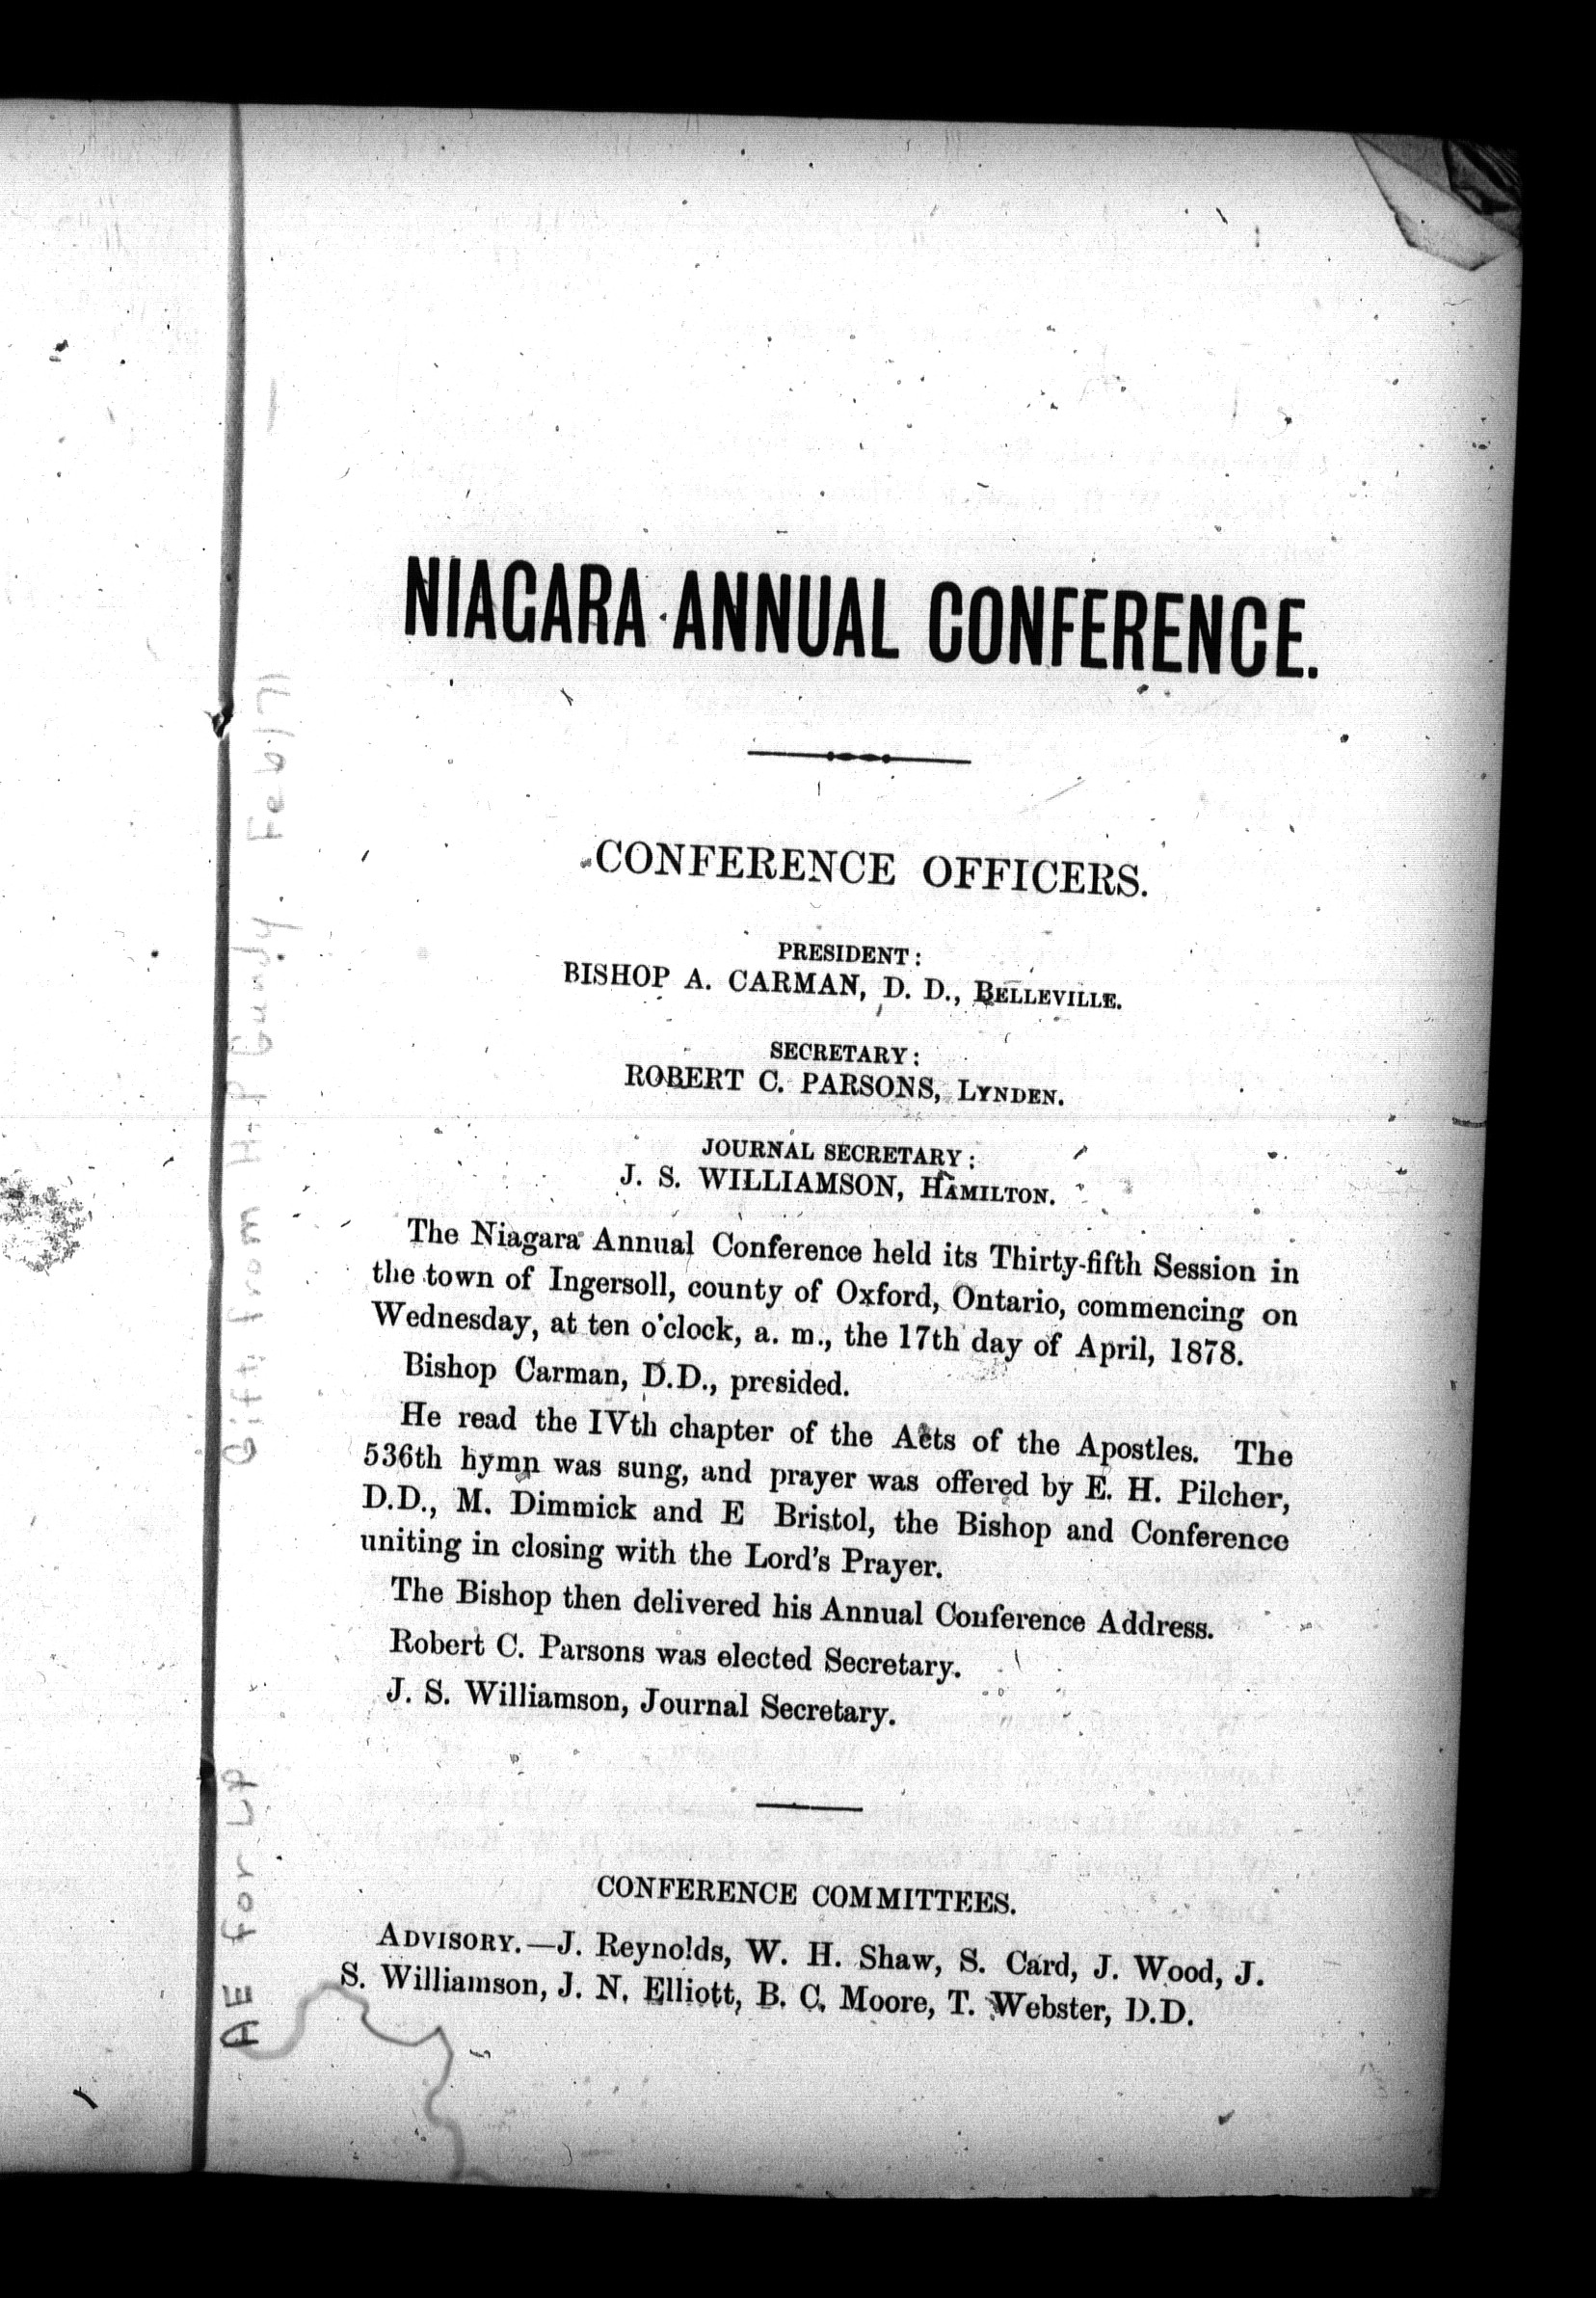 NIAGARA ANNUAL CONFERENCE.
CONFERENCE OFFICERS.
PRESIDENT:
BISHOP A. CARMAN, D. D., BELLEVILLE.
SECRETARY:
ROBERT C. PARSONS, LYNDEN.
JOURNAL SECRETARY:
J. S. WILLIAMSON, HAMILTON.
The Niagara Annual Conference held its Thirty-fifth Session in
the town of Ingersoll, county of Oxford, Ontario, commencing on
Wednesday, at ten o'clock, a. m., the 17th day of April, 1878.
Bishop Carman, D.D., presided.
He read the IVth chapter of the Acts of the Apostles. The
536th hymn was sung, and prayer was offered by E. H. Pilcher,
D.D., M. Dimmick and E Bristol, the Bishop and Conference
uniting in closing with the Lord's Prayer.
The Bishop then delivered his Annual Conference Address.
Robert C. Parsons was elected Secretary.
J. S. Williamson, Journal Secretary.
CONFERENCE COMMITTEES.
ADVISORY.—J. Reynolds, W. H. Shaw, S. Card, J. Wood, J.
S. Williamson, J. N. Elliott, B. C. Moore, T. Webster, D.D.
AE for LP
Gift from H.P. Gundy. Feb/71